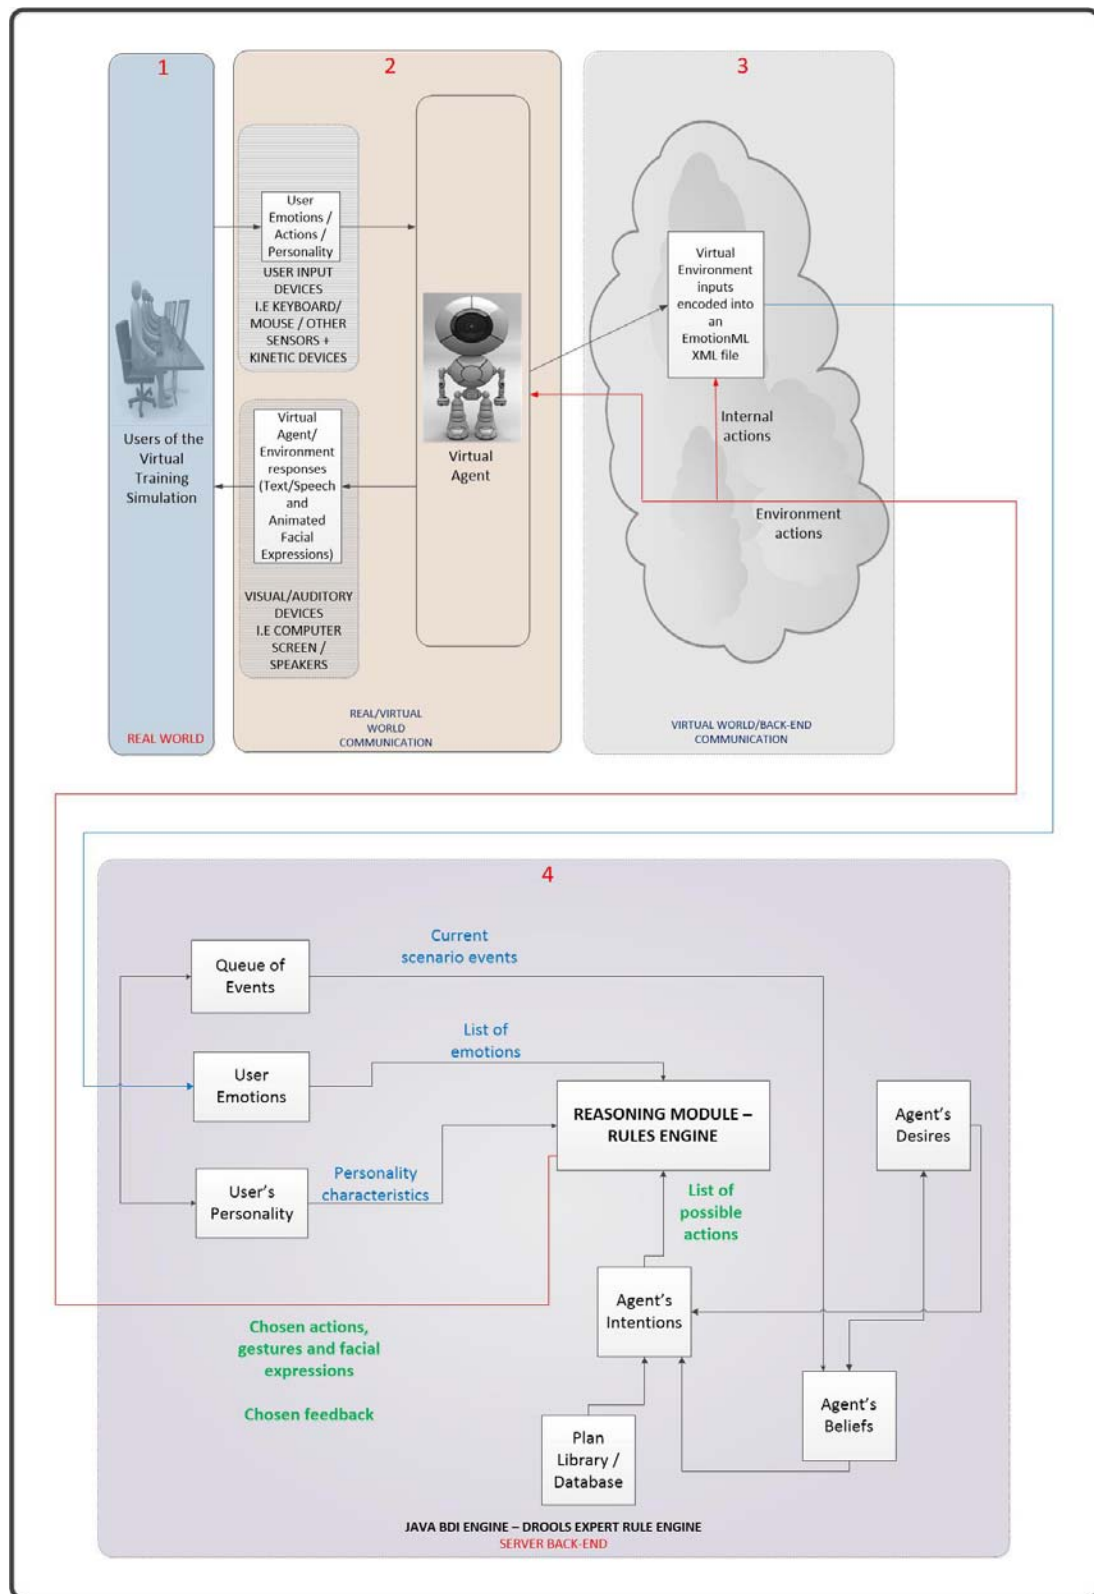 1
Users of the
Virtual
Training
Simulation
REAL WORLD
2
User
Emotions /
Actions /
Personality
USER INPUT
DEVICES
I.E KEYBOARD/
MOUSE / OTHER
SENSORS +
KINETIC DEVICES
Virtual
Agent/
Environment
responses
(Text/Speech
and
Animated
Facial
Expressions)
VISUAL/AUDITORY
DEVICES
I.E COMPUTER
SCREEN /
SPEAKERS
Virtual
Agent
REAL/VIRTUAL
WORLD
COMMUNICATION
3
Virtual
Environment
inputs
encoded into
an
EmotionML
XML file
Internal
actions
Environment
actions
VIRTUAL WORLD/BACK-END
COMMUNICATION
4
Queue of
Events
Current
scenario events
User
Emotions
List of
emotions
User's
Personality
Personality
characteristics
REASONING MODULE –
RULES ENGINE
Agent's
Desires
List of
possible
actions
Agent's
Intentions
Chosen actions,
gestures and facial
expressions
Chosen feedback
Plan
Library /
Database
Agent's
Beliefs
JAVA BDI ENGINE – DROOLS EXPERT RULE ENGINE
SERVER BACK-END